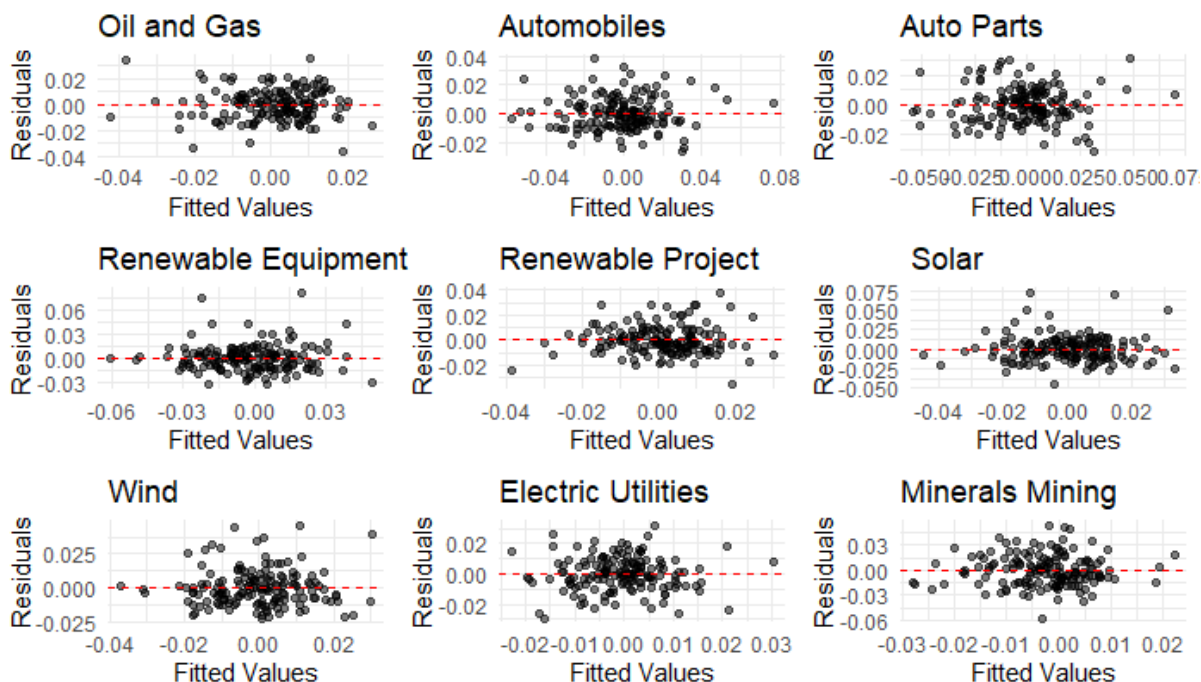 Oil and Gas
Residuals
0.02
0.00
-0.02
-0.04
-0.04 -0.02 0.00 0.02
Fitted Values
Automobiles
Residuals
0.04
0.02
0.00
-0.02
-0.04 0.00 0.04 0.08
Fitted Values
Auto Parts
Residuals
0.02
0.00
-0.02
-0.050-0.0250.0000.0250.0500.075
Fitted Values
Renewable Equipment
Residuals
0.06
0.03
0.00
-0.03
-0.06 -0.03 0.00 0.03
Fitted Values
Renewable Project
Residuals
0.04
0.02
0.00
-0.02
-0.04 -0.02 0.00 0.02
Fitted Values
Solar
Residuals
0.075
0.050
0.025
0.000
-0.025
-0.050
-0.04 -0.02 0.00 0.02
Fitted Values
Wind
Residuals
0.025
0.000
-0.025
-0.04 -0.02 0.00 0.02
Fitted Values
Electric Utilities
Residuals
0.02
0.00
-0.02
-0.02-0.01 0.00 0.01 0.02 0.03
Fitted Values
Minerals Mining
Residuals
0.03
0.00
-0.03
-0.06
-0.03 -0.02 -0.01 0.00 0.01 0.02
Fitted Values